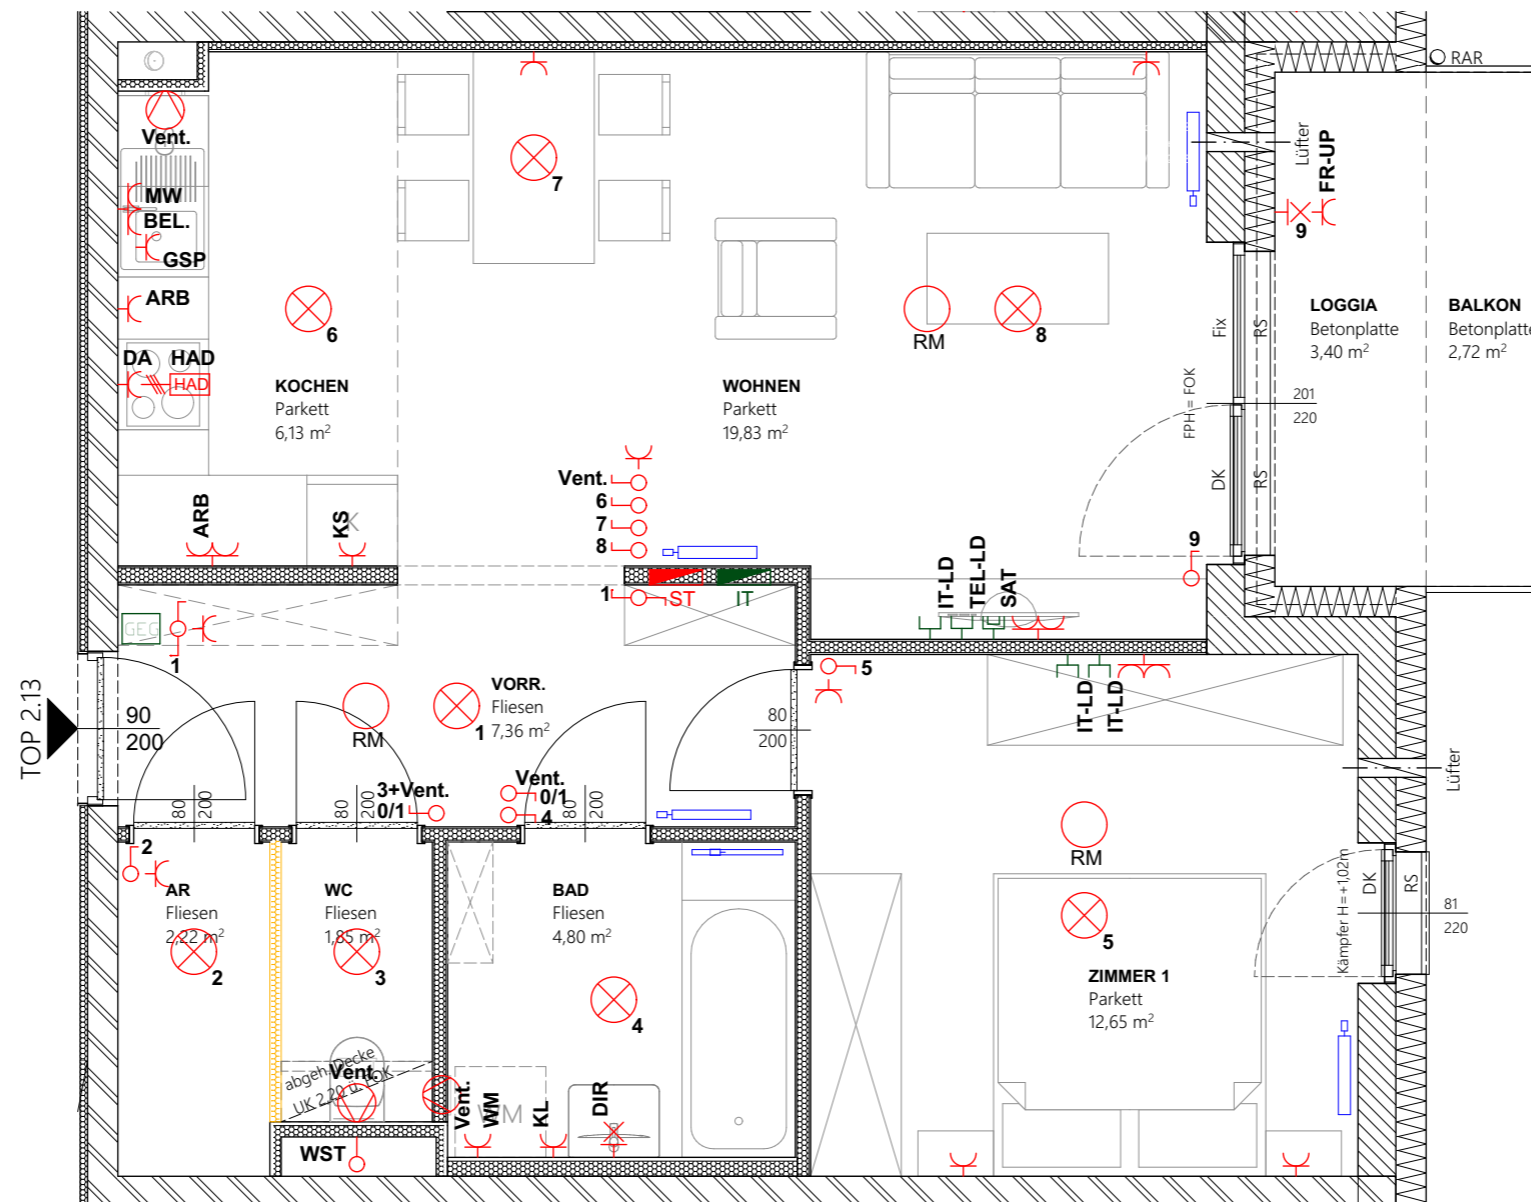 RAR
Vent.
MW
BEL.
GSP
ARB
DA
HAD
HAD
6
7
8
RM
KOCHEN
Parkett
6,13 m²
WOHNEN
Parkett
19,83 m²
Lüfter
FR-UP
9
LOGGIA
Betonplatte
3,40 m²
BALKON
Betonplatte
2,72 m²
Fix
RS
FPH = FOK
201
220
DK
RS
ARB
KS
K
Vent.
6
7
8
9
IT-LD
TEL-LD
SAT
1
ST
IT
GEG
1
5
IT-LD
IT-LD
TOP 2.13
90
200
RM
VORR.
Fliesen
7,36 m²
1
80
200
Lüfter
80
200
3+Vent.
0/1
80
200
Vent.
0/1
4
80
200
2
AR
Fliesen
2,22 m²
2
WC
Fliesen
1,85 m²
3
BAD
Fliesen
4,80 m²
4
RM
5
ZIMMER 1
Parkett
12,65 m²
Kämpfer H=+1,02m
DK
RS
81
220
abgeh. Decke
UK 2,20 ü. FOK
Vent.
Vent.
WM
WM
KL
DIR
WST